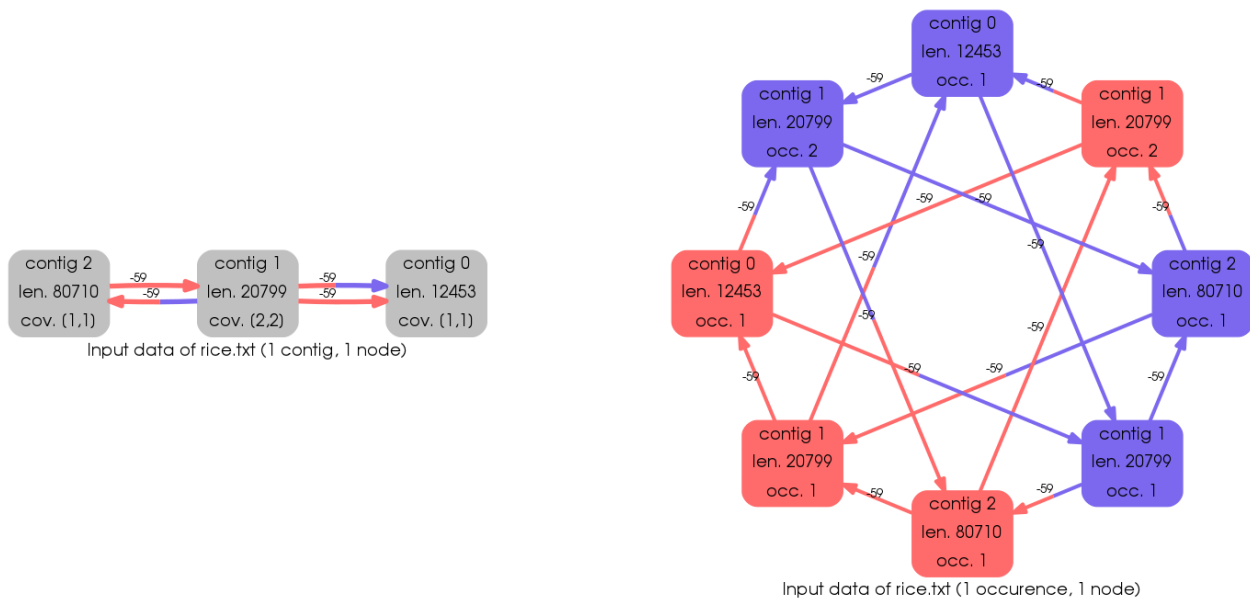 -59
-59
-59
-59
contig 2
len. 80710
cov. (1,1)
contig 1
len. 20799
cov. (2,2)
contig 0
len. 12453
cov. (1,1)
Input data of rice.txt (1 contig, 1 node)
contig 0
len. 12453
occ. 1
-59
-59
contig 1
len. 20799
occ. 2
contig 1
len. 20799
occ. 2
-59
-59
-59
-59
-59
-59
contig 0
len. 12453
occ. 1
contig 2
len. 80710
occ. 1
-59
-59
-59
-59
-59
-59
contig 1
len. 20799
occ. 1
contig 1
len. 20799
occ. 1
-59
-59
contig 2
len. 80710
occ. 1
Input data of rice.txt (1 occurence, 1 node)